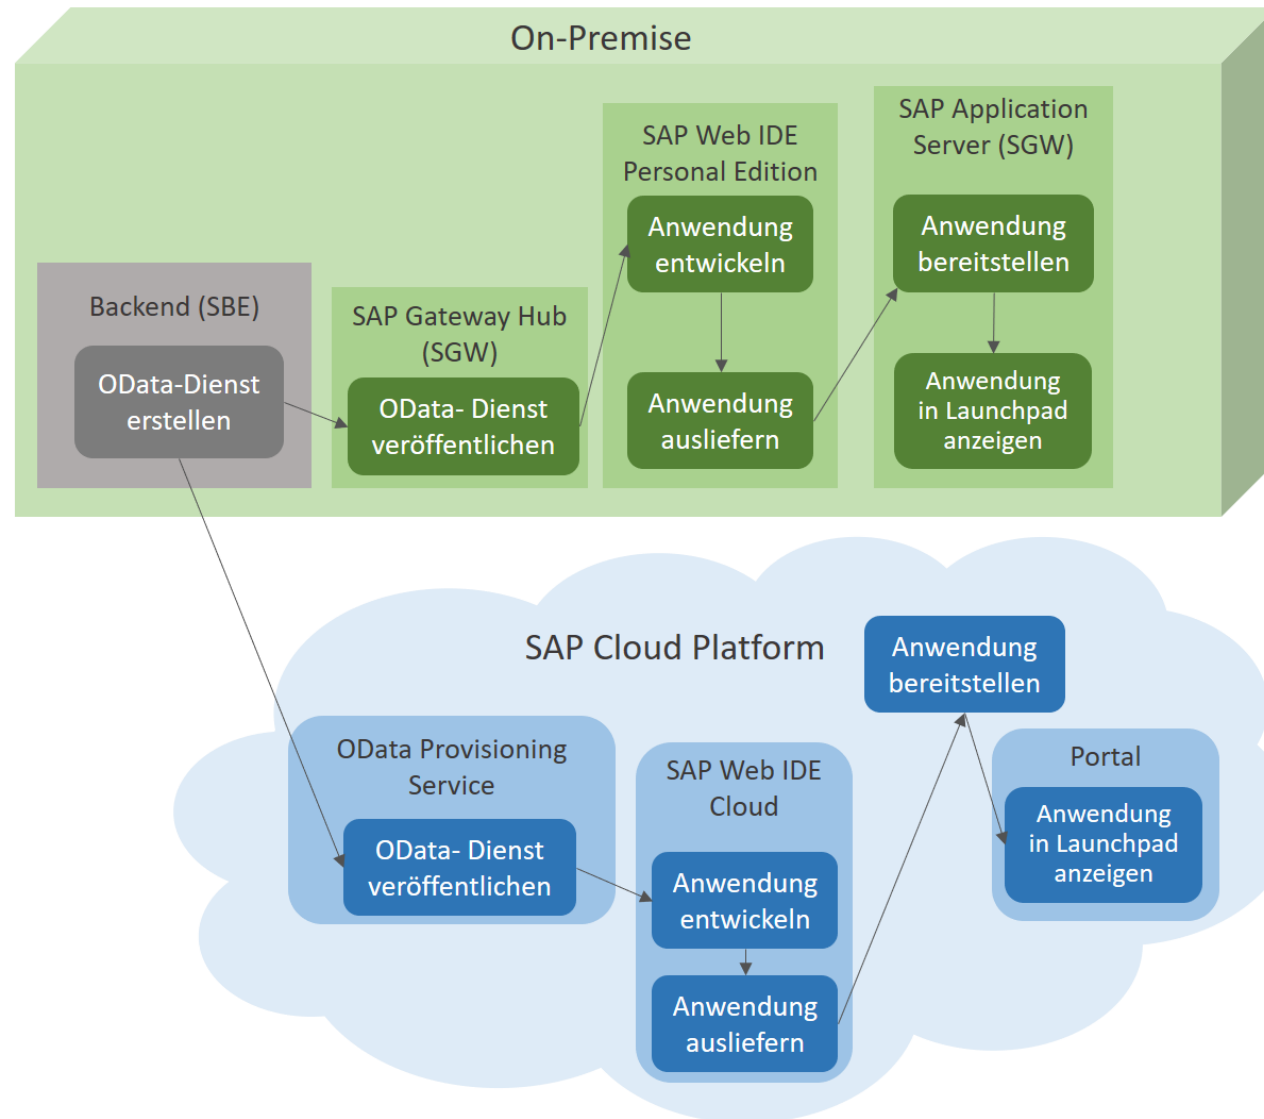 On-Premise
Backend (SBE)
OData-Dienst
erstellen
SAP Gateway Hub
(SGW)
OData- Dienst
veröffentlichen
SAP Web IDE
Personal Edition
Anwendung
entwickeln
Anwendung
ausliefern
SAP Application
Server (SGW)
Anwendung
bereitstellen
Anwendung
in Launchpad
anzeigen
SAP Cloud Platform
OData Provisioning
Service
OData- Dienst
veröffentlichen
SAP Web IDE
Cloud
Anwendung
entwickeln
Anwendung
ausliefern
Anwendung
bereitstellen
Portal
Anwendung
in Launchpad
anzeigen